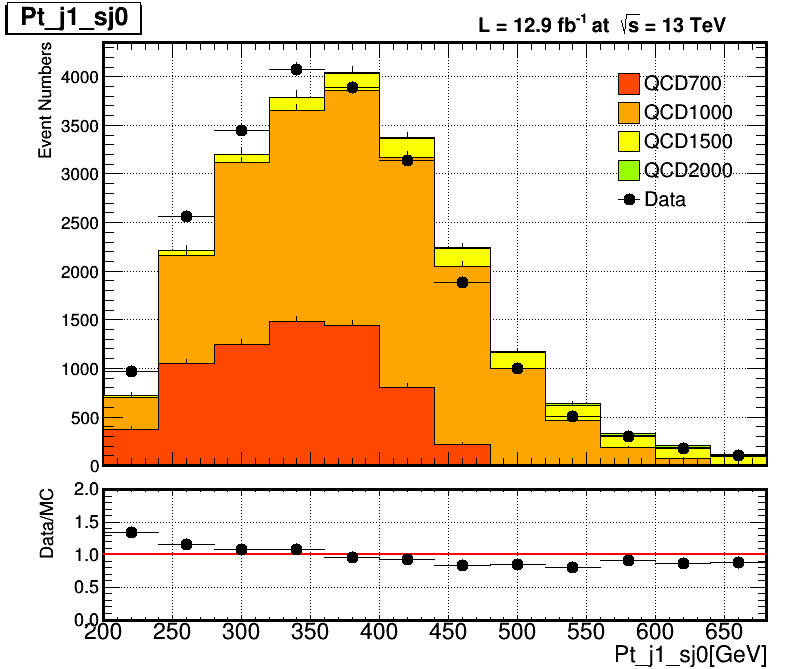 Pt_j1_sj0
L = 12.9 fb-1 at √s = 13 TeV
Event Numbers
4000
3500
3000
2500
2000
1500
1000
500
0
QCD700
QCD1000
QCD1500
QCD2000
Data
Data/MC
2.0
1.5
1.0
0.5
0.0
200 250 300 350 400 450 500 550 600 650
Pt_j1_sj0[GeV]